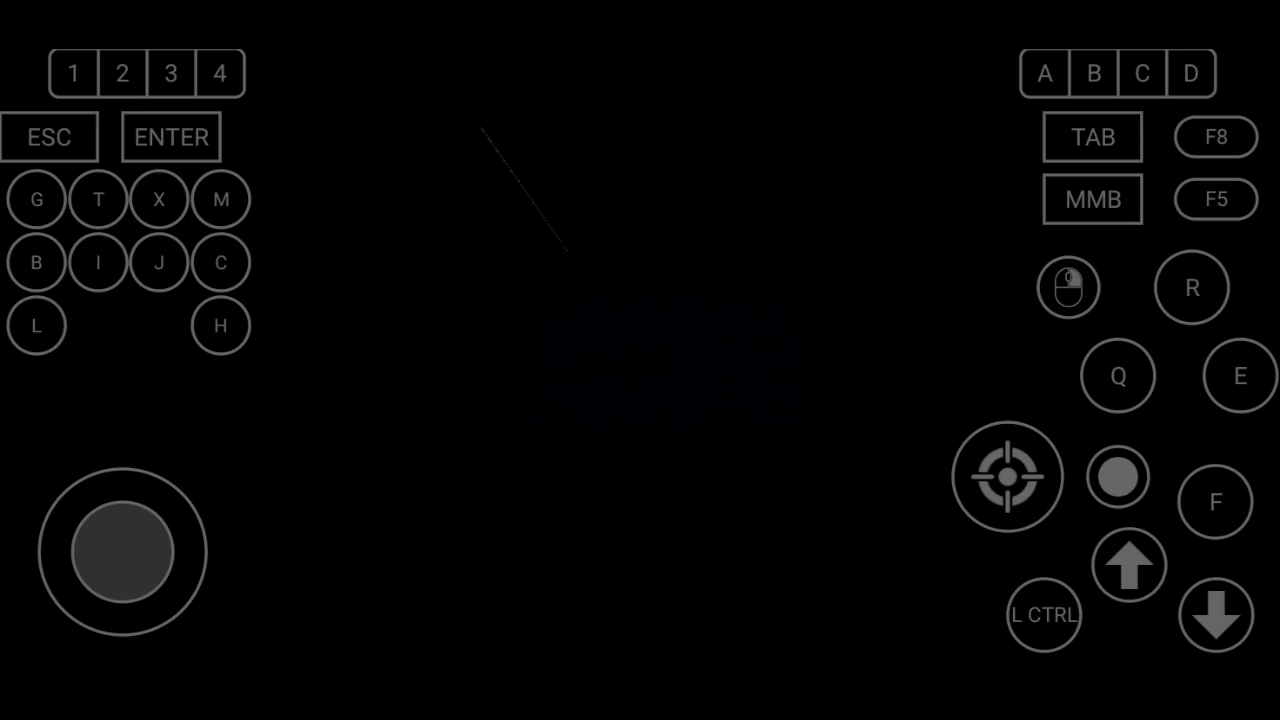 1 2 3 4 A B C D
ESC ENTER TAB F8
G T X M MMB F5
B I J C R
L H Q E
F
L CTRL